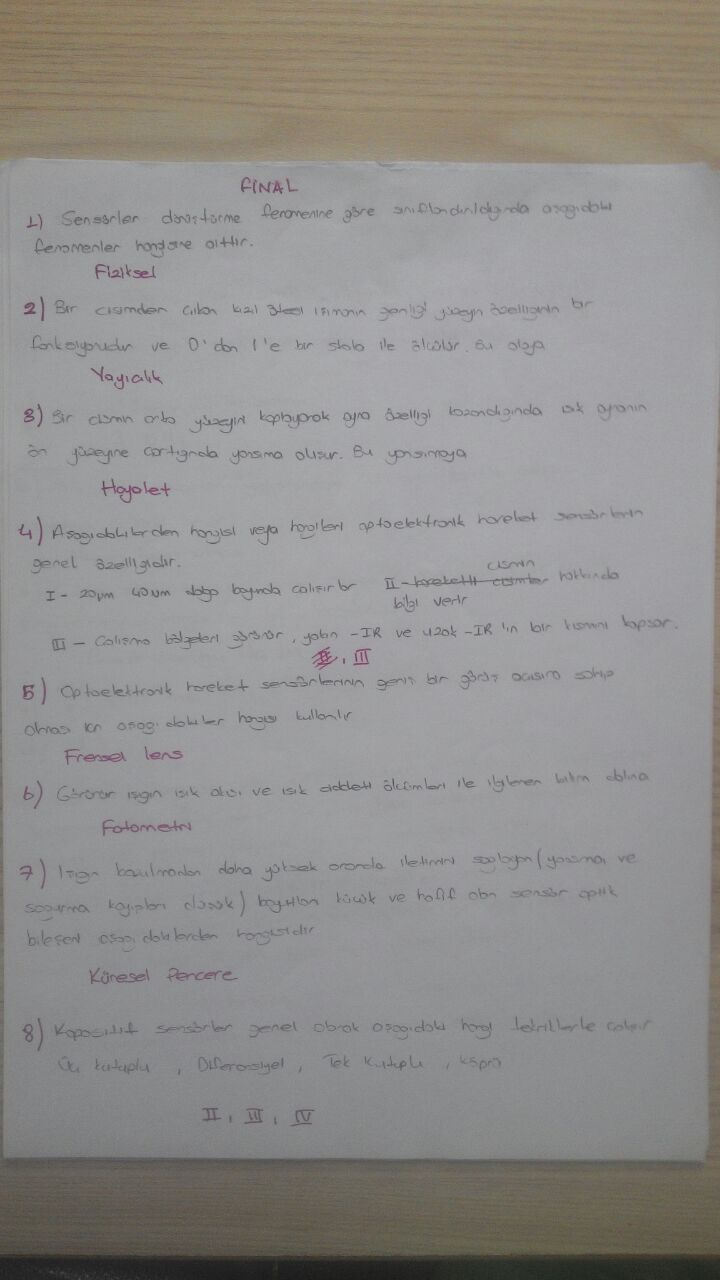 FİNAL
1) Sensörler dönüştürme fenomenine göre sınıflandırıldığında aşağıdaki
fenomenler hangisine aittir.
Fiziksel
2) Bir cisimden çıkan kızıl ötesi ışımanın genliği yüzeyin özelliğinin bir
fonksiyonudur ve 0'dan 1'e bir skala ile ölçülür. Bu olaya
Yayıcılık
3) Bir cismin arka yüzeyini kaplayarak ayna özelliği kazandığında ışık aynanın
ön yüzeyine çarptığında yansıma oluşur. Bu yansımaya
Hayalet
4) Aşağıdakilerden hangisi veya hangileri optoelektronik hareket sensörlerinin
genel özelliğidir.
I - 20µm 40µm dalga boyunda çalışırlar II - hareketli cisimler cismin hakkında
bilgi verir
III - Çalışma bölgeleri görünür, yakın -IR ve uzak -IR 'ın bir kısmını kapsar.
II, III
5) Optoelektronik hareket sensörlerinin geniş bir görüş açısına sahip
olması için aşağıdakiler hangisi kullanılır
Frensel lens
6) Görünür ışığın ışık akısı ve ışık şiddeti ölçümleri ile ilgilenen bilim dalına
Fotometri
7) Işığın bozulmadan daha yüksek oranda iletimini sağlayan (yansıma ve
soğurma kayıpları düşük) boyutları küçük ve hafif olan sensör optik
bileşeni aşağıdakilerden hangisidir
Küresel Pencere
8) Kapasitif sensörler genel olarak aşağıdaki hangi tekniklerle çalışır
Üç kutuplu , Diferansiyel , Tek Kutuplu , köprü
II, III, IV